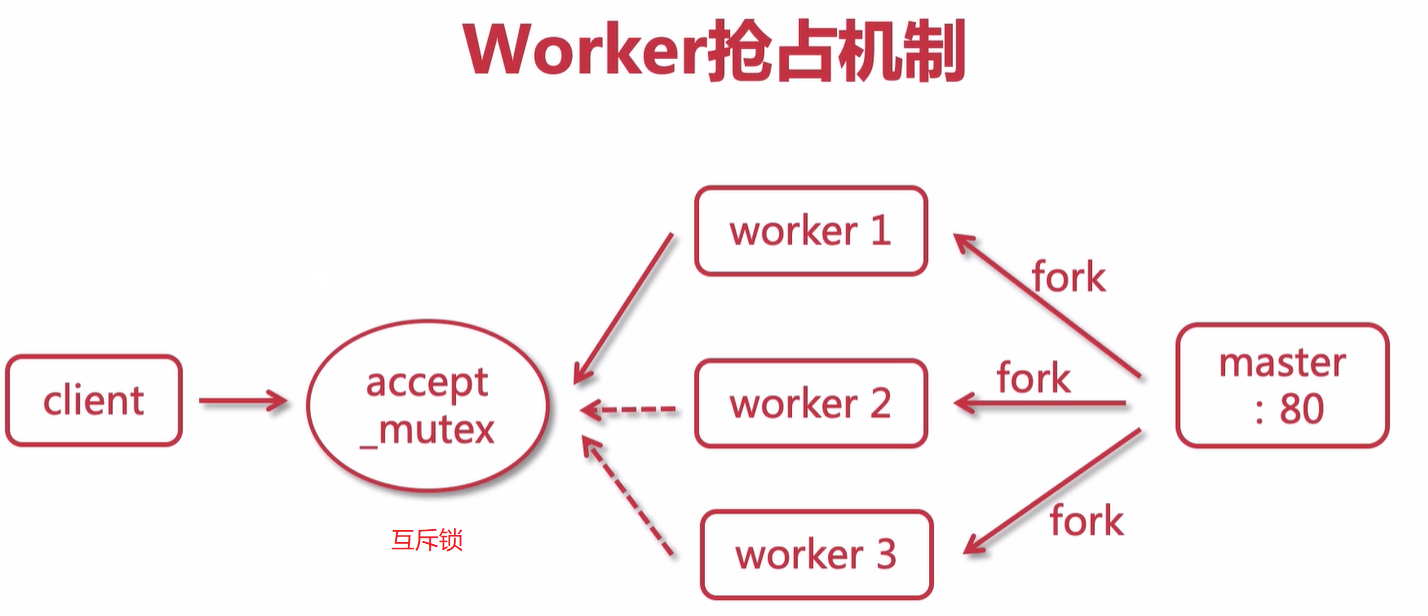 Worker抢占机制
client
accept
_mutex
互斥锁
worker 1
worker 2
worker 3
fork
fork
fork
master
：80